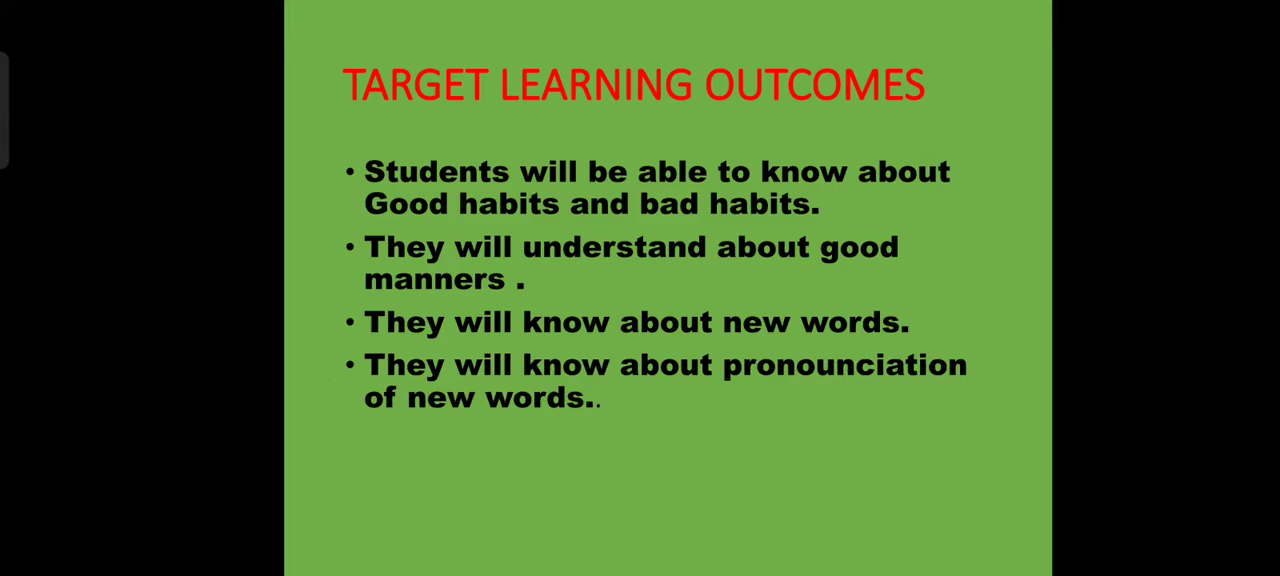 TARGET LEARNING OUTCOMES
• Students will be able to know about
Good habits and bad habits.
• They will understand about good
manners .
• They will know about new words.
• They will know about pronounciation
of new words..